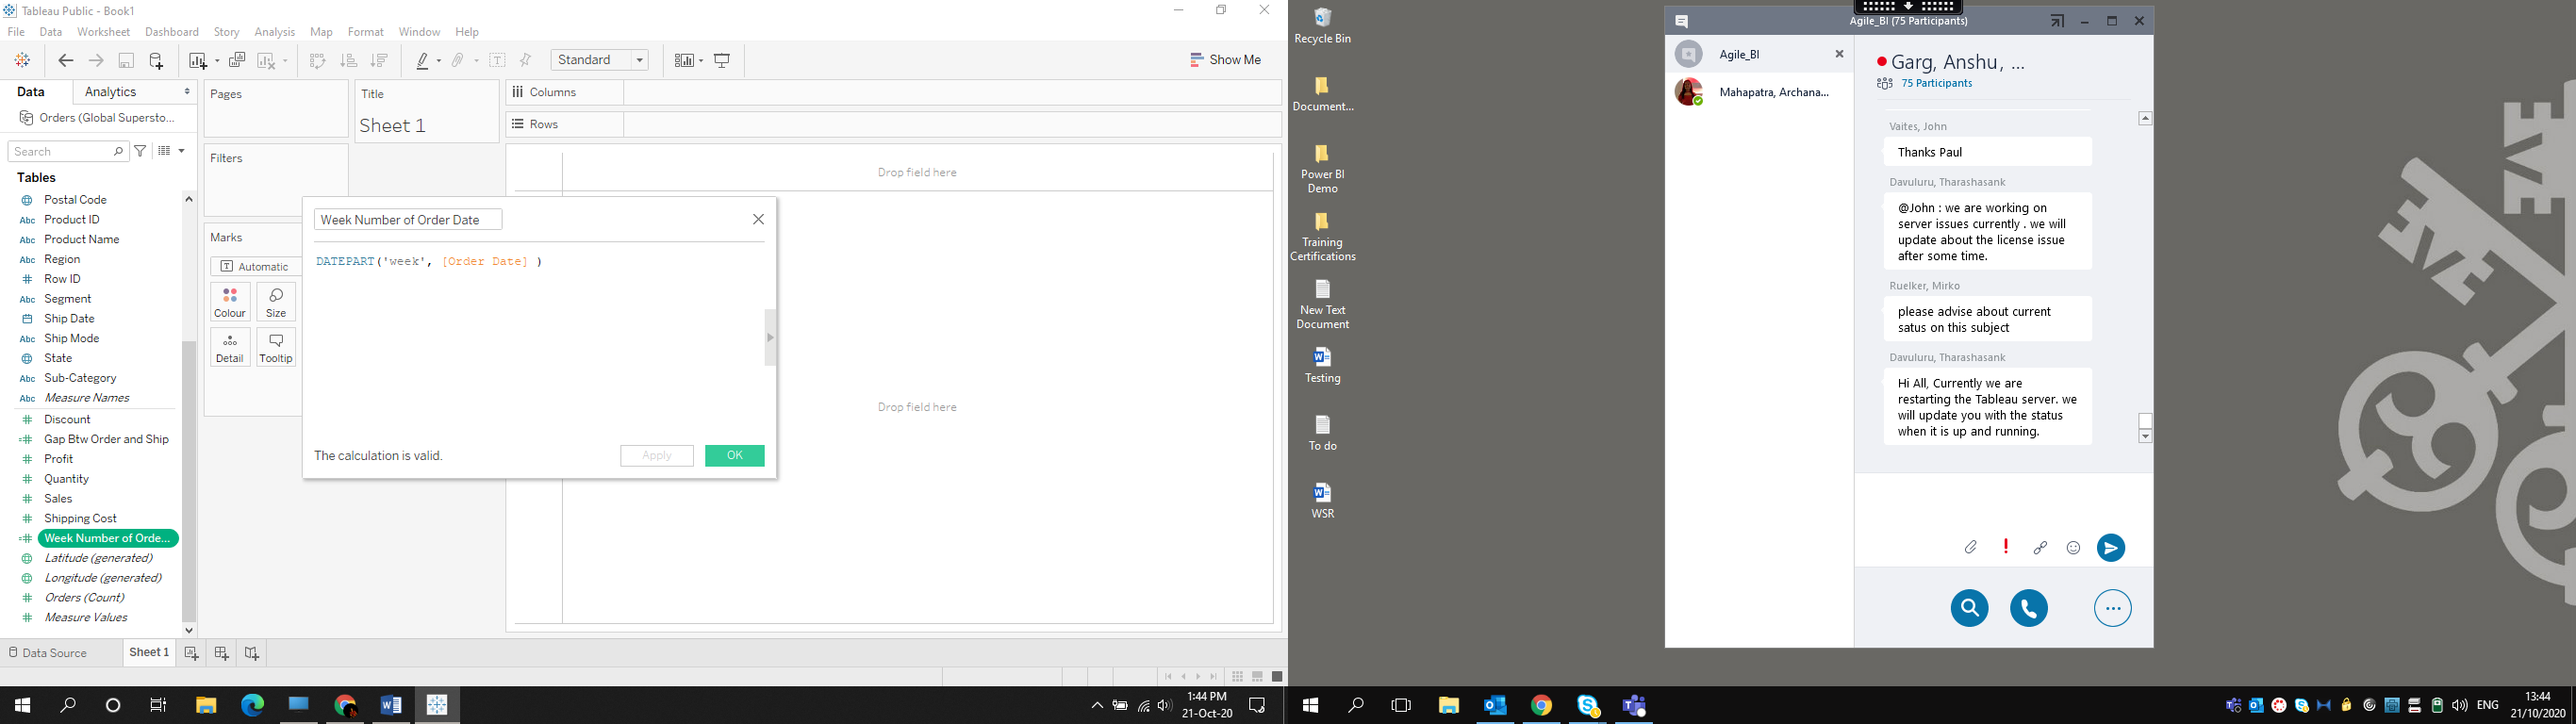 Tableau Public - Book1
File Data Worksheet Dashboard Story Analysis Map Format Window Help
Standard
Show Me
Data Analytics
Orders (Global Supersto...
Search
Tables
Postal Code
Abc Product ID
Abc Product Name
Abc Region
Row ID
Abc Segment
Ship Date
Abc Ship Mode
State
Abc Sub-Category
Abc Measure Names
Discount
Gap Btw Order and Ship
Profit
Quantity
Sales
Shipping Cost
Week Number of Orde...
Latitude (generated)
Longitude (generated)
Orders (Count)
Measure Values
Pages
Filters
Marks
Automatic
Colour Size
Detail Tooltip
Title
Sheet 1
Columns
Rows
Drop field here
Drop field here
Week Number of Order Date
DATEPART('week', [Order Date] )
The calculation is valid.
Apply OK
Data Source Sheet 1
1:44 PM
21-Oct-20
Recycle Bin
Document...
Power BI
Demo
Training
Certifications
New Text
Document
Testing
To do
WSR
Agile_BI (75 Participants)
Agile_BI
Mahapatra, Archana...
Garg, Anshu, ...
75 Participants
Vaites, John
Thanks Paul
Davuluru, Tharashasank
@John : we are working on
server issues currently . we will
update about the license issue
after some time.
Ruelker, Mirko
please advise about current
satus on this subject
Davuluru, Tharashasank
Hi All, Currently we are
restarting the Tableau server. we
will update you with the status
when it is up and running.
ENG
13:44
21/10/2020